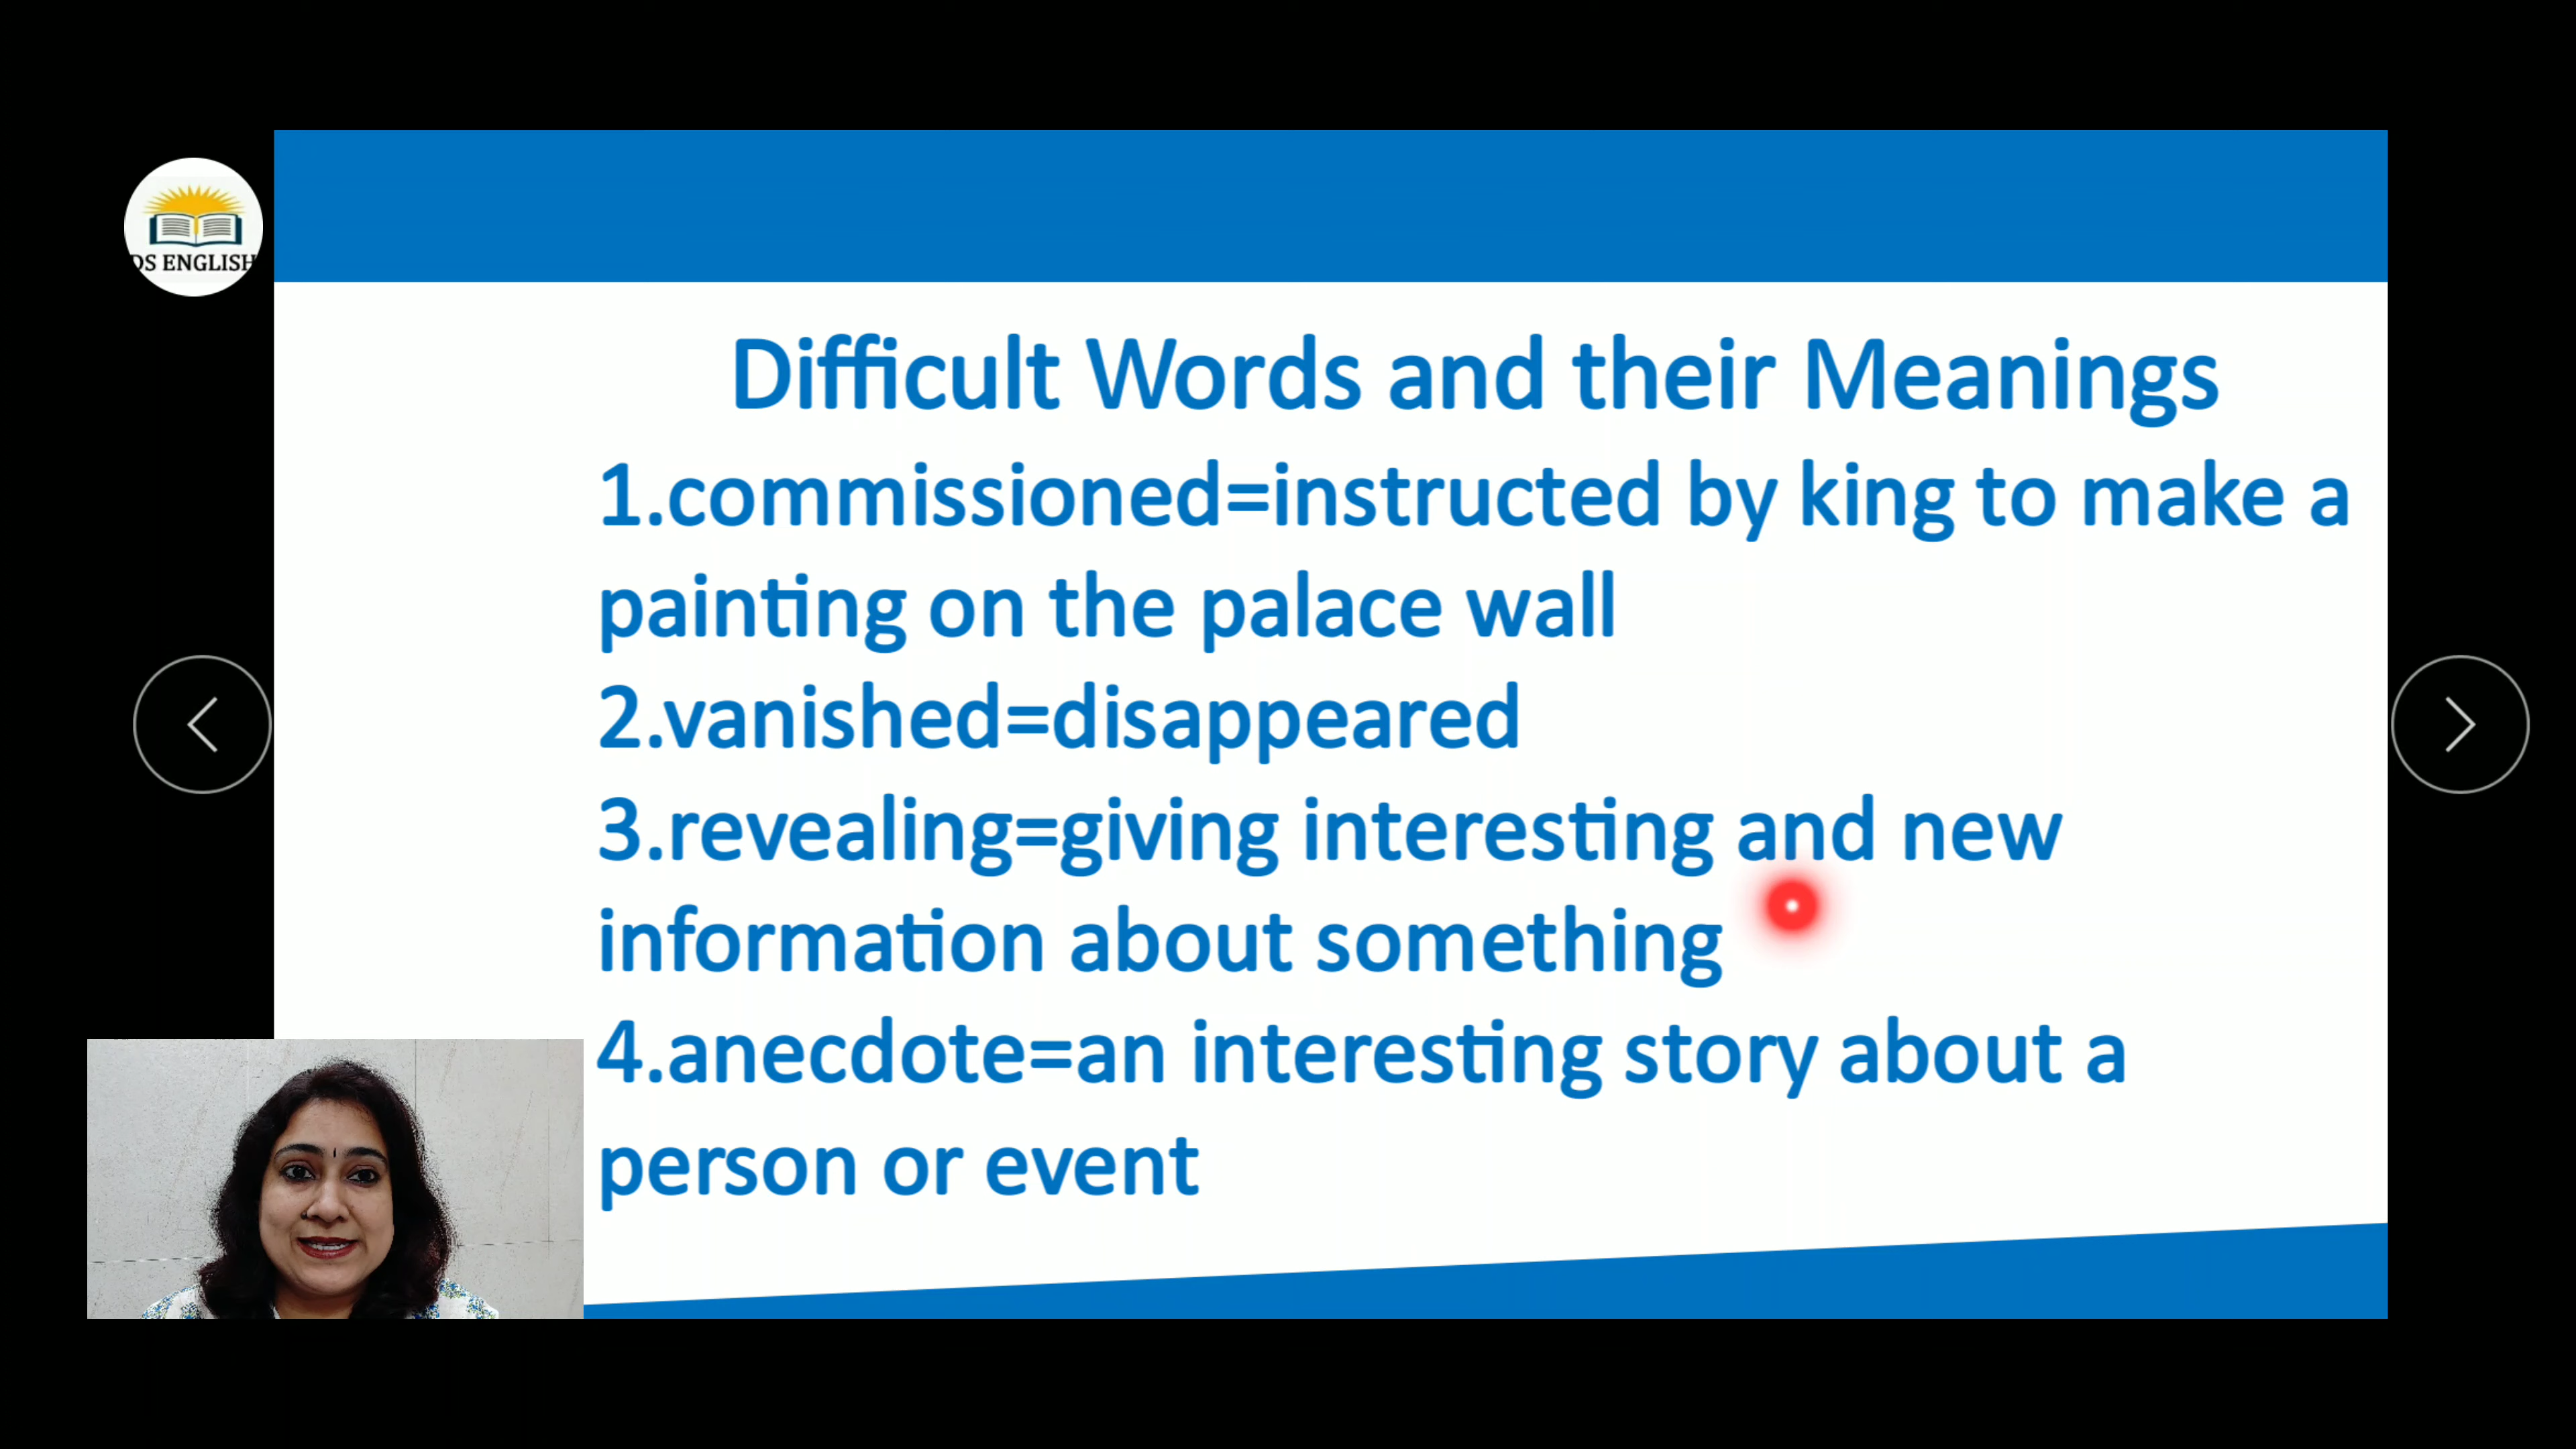 DS ENGLISH
Difficult Words and their Meanings
1.commissioned=instructed by king to make a
painting on the palace wall
2.vanished=disappeared
3.revealing=giving interesting and new
information about something
4.anecdote=an interesting story about a
person or event